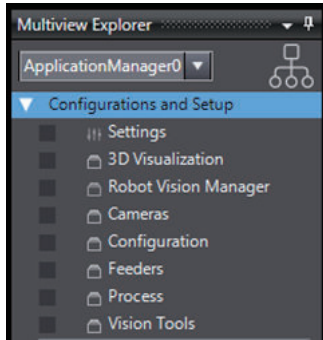 Multiview Explorer
ApplicationManager0
Configurations and Setup
Settings
3D Visualization
Robot Vision Manager
Cameras
Configuration
Feeders
Process
Vision Tools